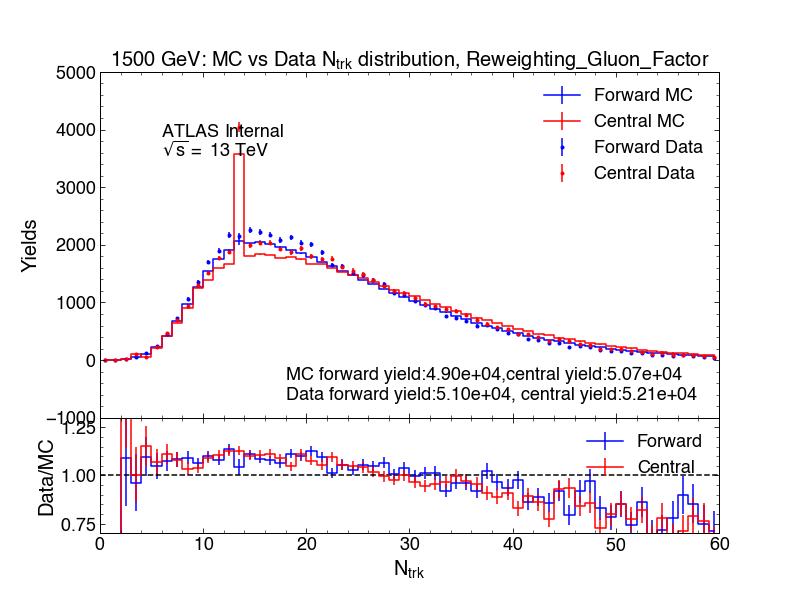 1500 GeV: MC vs Data N_trk distribution, Reweighting_Gluon_Factor
5000
4000
3000
2000
1000
0
−1000
Yields
ATLAS Internal
√s = 13 TeV
Forward MC
Central MC
Forward Data
Central Data
MC forward yield:4.90e+04,central yield:5.07e+04
Data forward yield:5.10e+04, central yield:5.21e+04
1.25
1.00
0.75
Data/MC
Forward
Central
0 10 20 30 40 50 60
N_trk